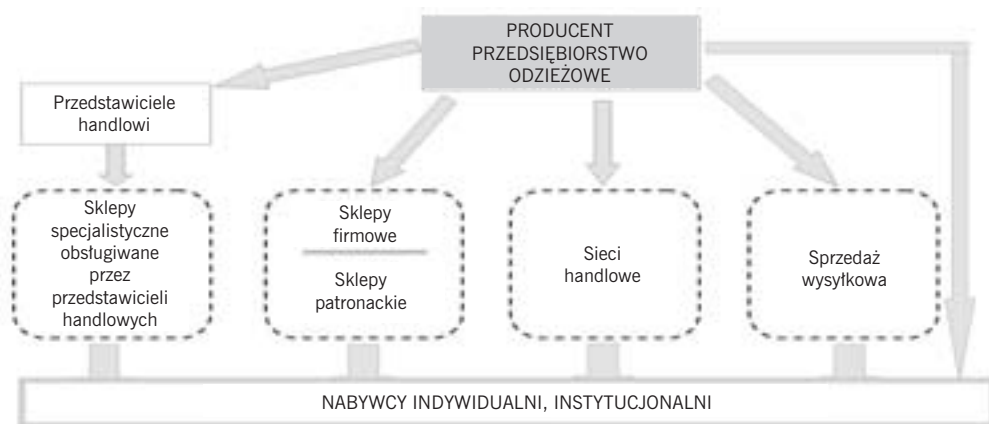 PRODUCENT
PRZEDSIĘBIORSTWO
ODZIEŻOWE
Przedstawiciele
handlowi
Sklepy
specjalistyczne
obsługiwane
przez
przedstawicieli
handlowych
Sklepy
firmowe
Sklepy
patronackie
Sieci
handlowe
Sprzedaż
wysyłkowa
NABYWCY INDYWIDUALNI, INSTYTUCJONALNI